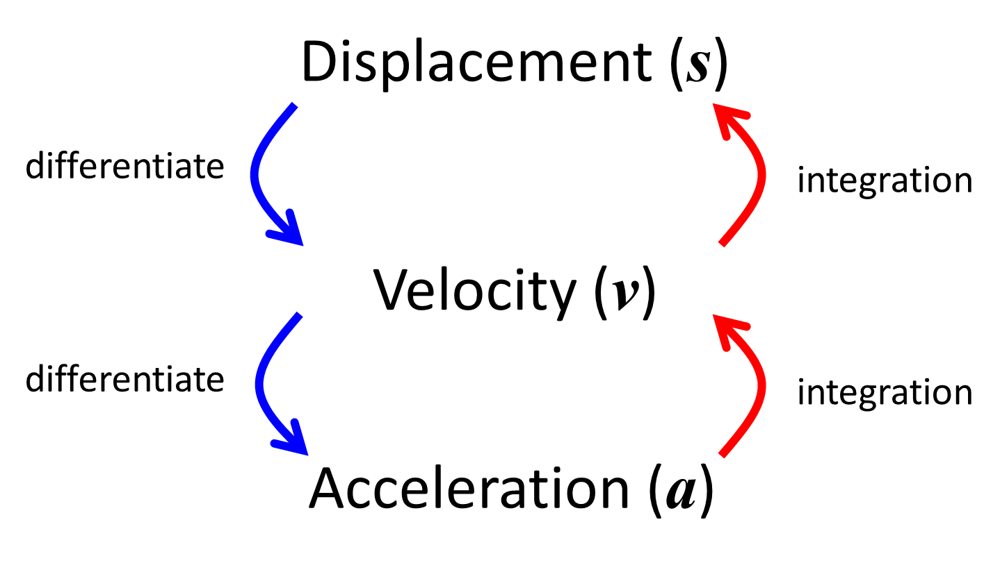 Displacement (s)
differentiate
integration
Velocity (v)
differentiate
integration
Acceleration (a)